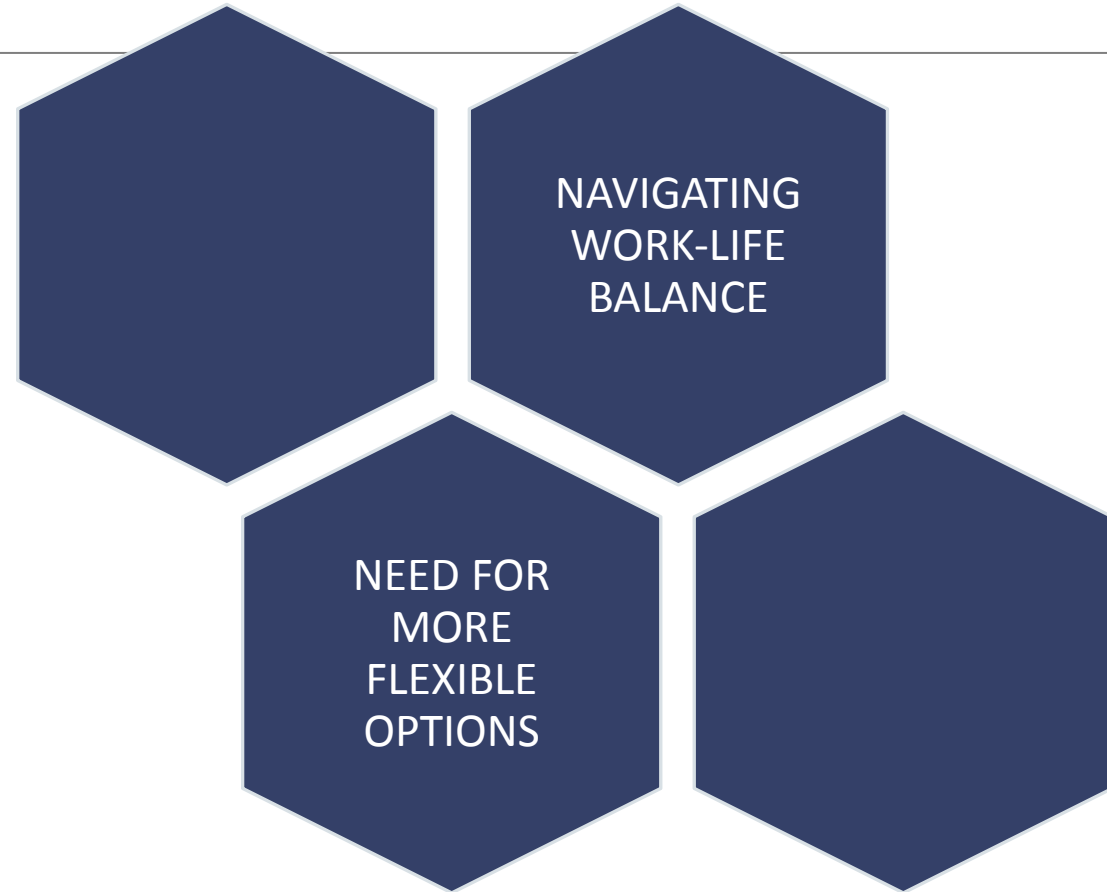 NAVIGATING
WORK-LIFE
BALANCE
NEED FOR
MORE
FLEXIBLE
OPTIONS